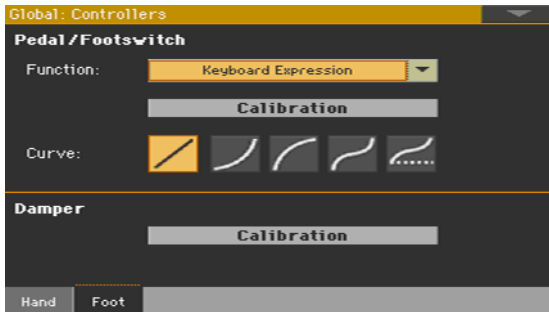 Global: Controllers
Pedal/Footswitch
Function: Keyboard Expression
Calibration
Curve:
Damper
Calibration
Hand Foot